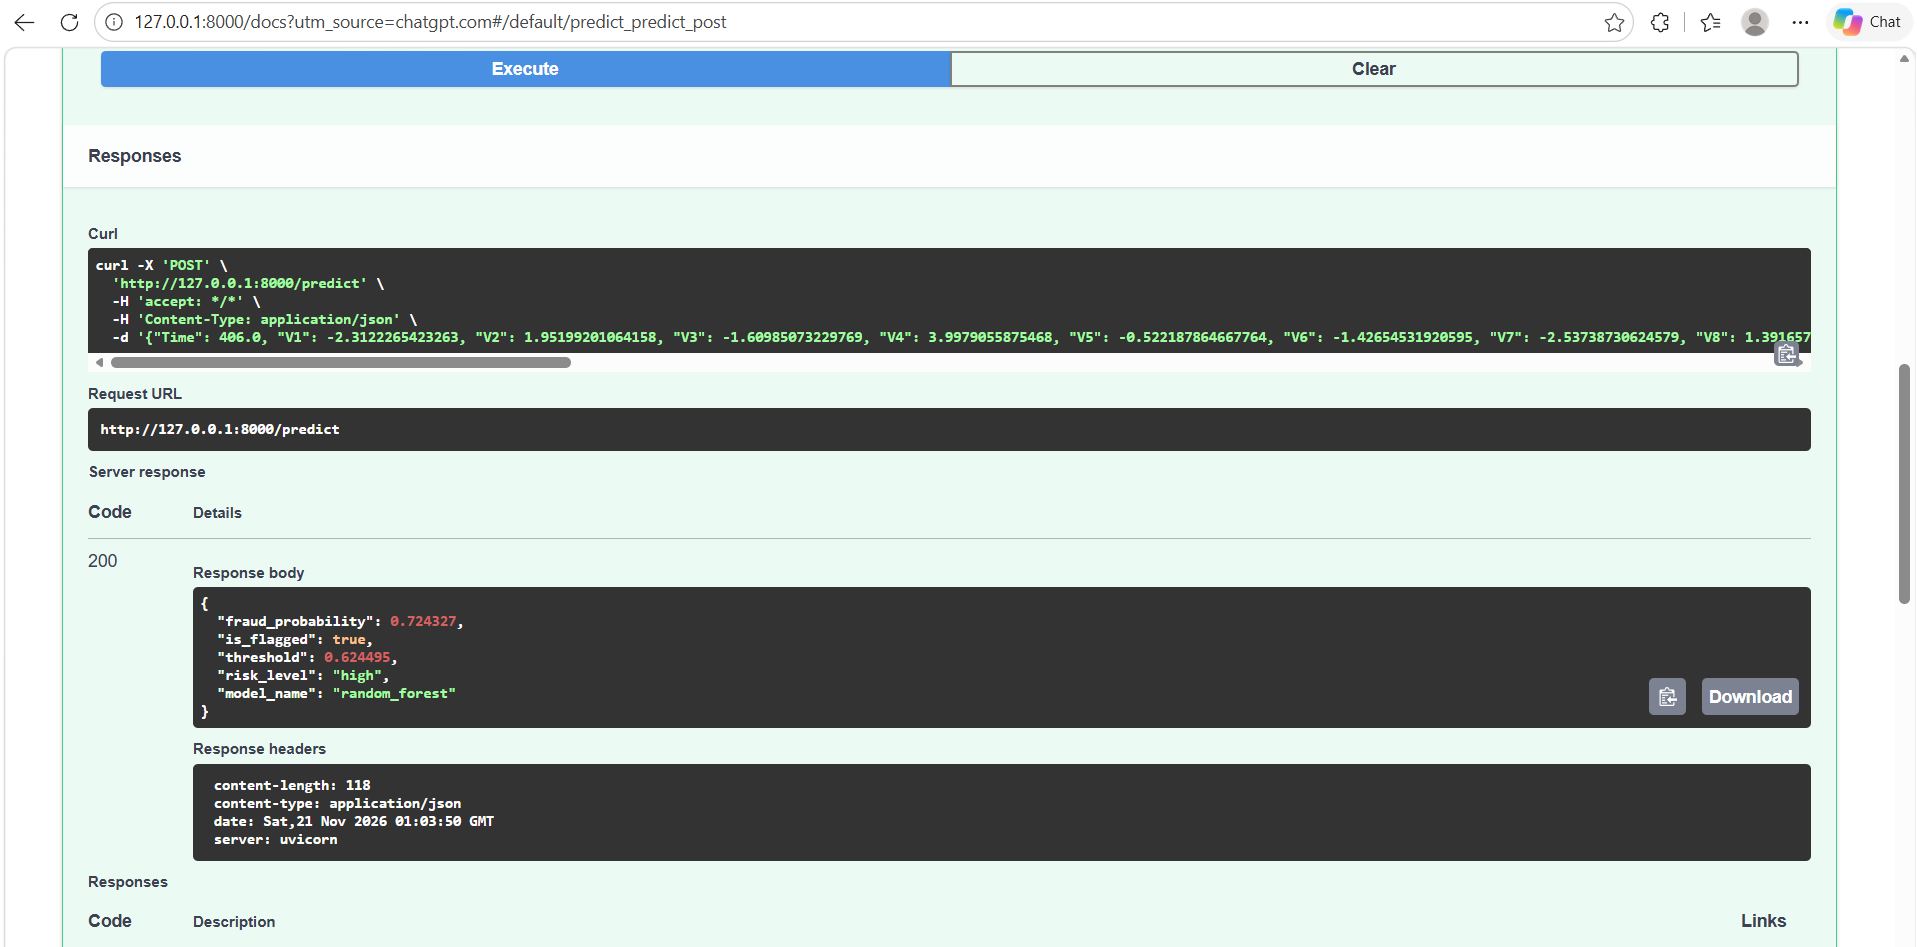 127.0.0.1:8000/docs?utm_source=chatgpt.com#/default/predict_predict_post
Chat
Execute
Clear
Responses
Curl
curl -X 'POST' \
  'http://127.0.0.1:8000/predict' \
  -H 'accept: */*' \
  -H 'Content-Type: application/json' \
  -d '{"Time": 406.0, "V1": -2.3122265423263, "V2": 1.95199201064158, "V3": -1.60985073229769, "V4": 3.9979055875468, "V5": -0.522187864667764, "V6": -1.42654531920595, "V7": -2.53738730624579, "V8": 1.391657
Request URL
http://127.0.0.1:8000/predict
Server response
Code
Details
200
Response body
{
  "fraud_probability": 0.724327,
  "is_flagged": true,
  "threshold": 0.624495,
  "risk_level": "high",
  "model_name": "random_forest"
}
Download
Response headers
content-length: 118
content-type: application/json
date: Sat,21 Nov 2026 01:03:50 GMT
server: uvicorn
Responses
Code
Description
Links